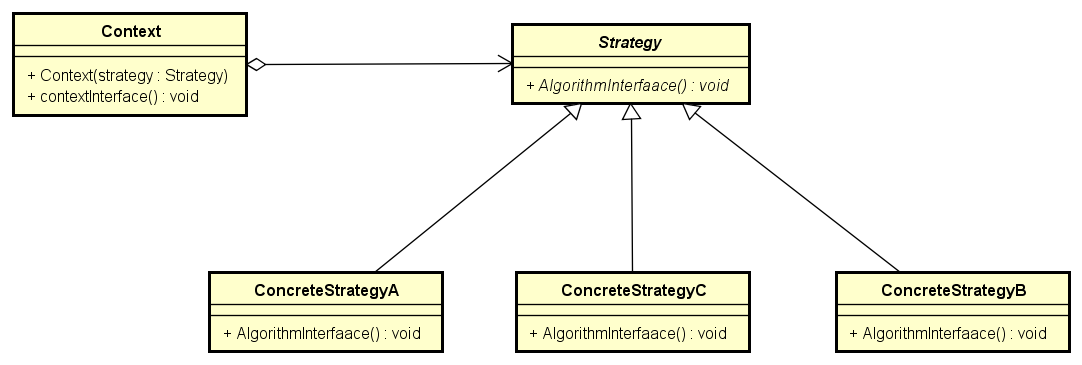 Context
+ Context(strategy : Strategy)
+ contextInterface() : void
Strategy
+ AlgorithmInterfaace() : void
ConcreteStrategyA
+ AlgorithmInterfaace() : void
ConcreteStrategyC
+ AlgorithmInterfaace() : void
ConcreteStrategyB
+ AlgorithmInterfaace() : void